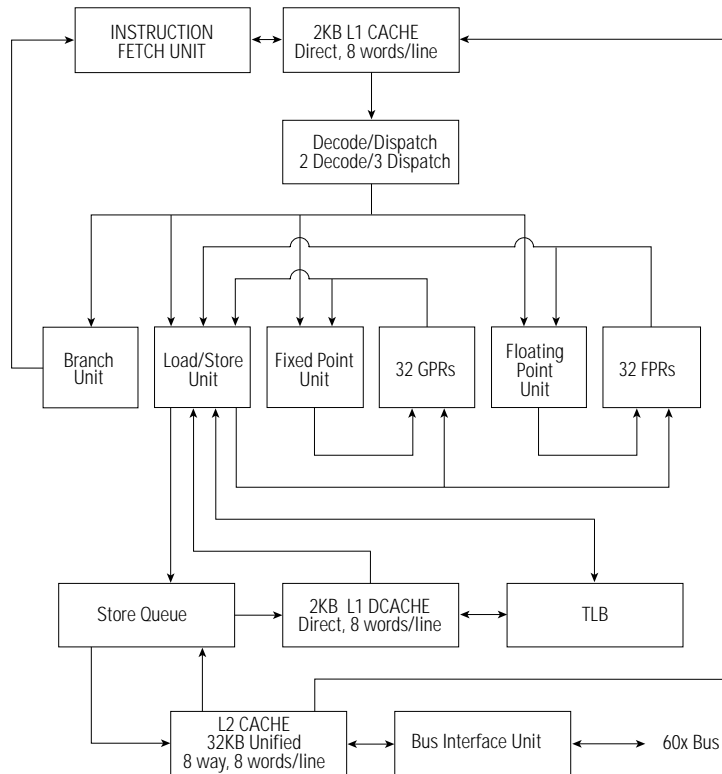 INSTRUCTION
FETCH UNIT
2KB L1 CACHE
Direct, 8 words/line
Decode/Dispatch
2 Decode/3 Dispatch
Branch
Unit
Load/Store
Unit
Fixed Point
Unit
32 GPRs
Floating
Point
Unit
32 FPRs
Store Queue
2KB L1 DCACHE
Direct, 8 words/line
TLB
L2 CACHE
32KB Unified
8 way, 8 words/line
Bus Interface Unit
60x Bus